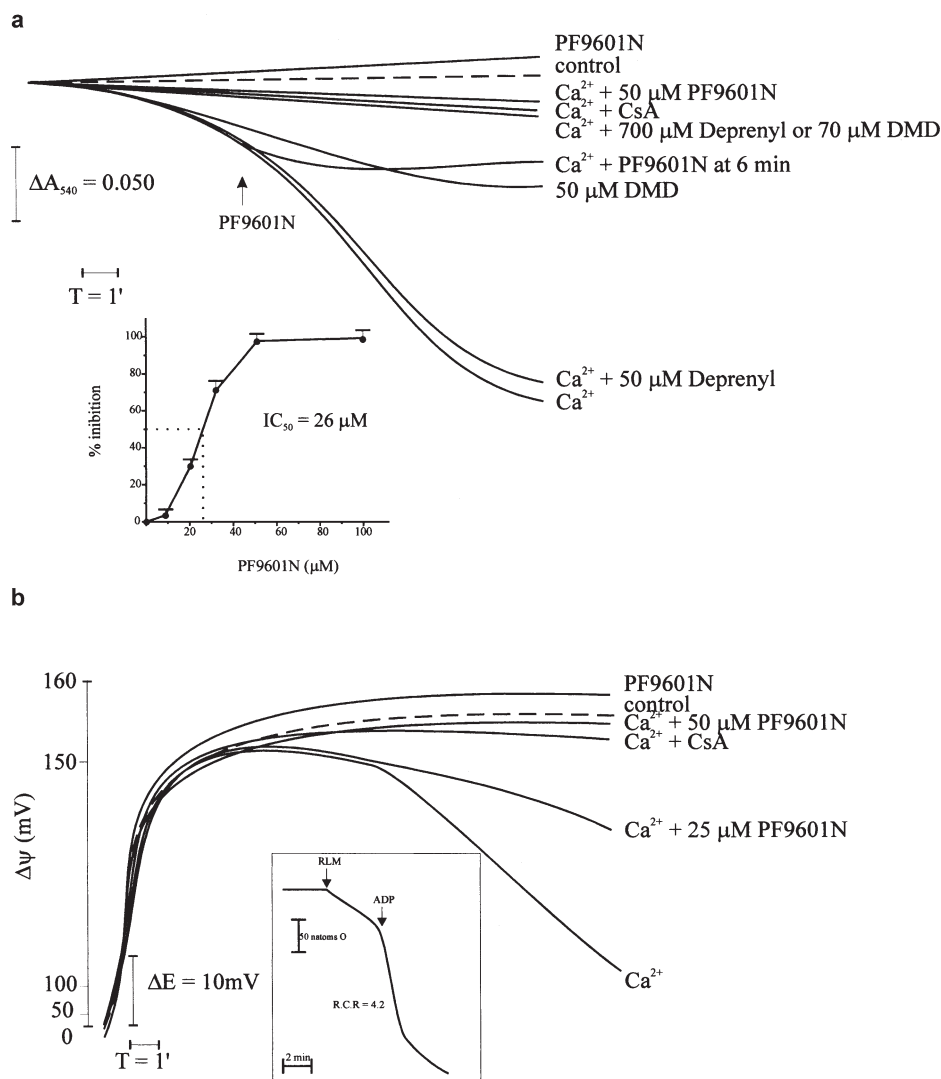 a
PF9601N
control
Ca²⁺ + 50 μM PF9601N
Ca²⁺ + CsA
Ca²⁺ + 700 μM Deprenyl or 70 μM DMD
Ca²⁺ + PF9601N at 6 min
50 μM DMD
ΔA₅₄₀ = 0.050
PF9601N
T = 1'
Ca²⁺ + 50 μM Deprenyl
Ca²⁺
100
80
60
40
20
0
% inibition
IC₅₀ = 26 μM
20 40 60 80 100
PF9601N (μM)
b
160
150
100
50
0
Δψ (mV)
PF9601N
control
Ca²⁺ + 50 μM PF9601N
Ca²⁺ + CsA
Ca²⁺ + 25 μM PF9601N
Ca²⁺
ΔE = 10mV
T = 1'
RLM
ADP
50 natoms O
R.C.R = 4.2
2 min